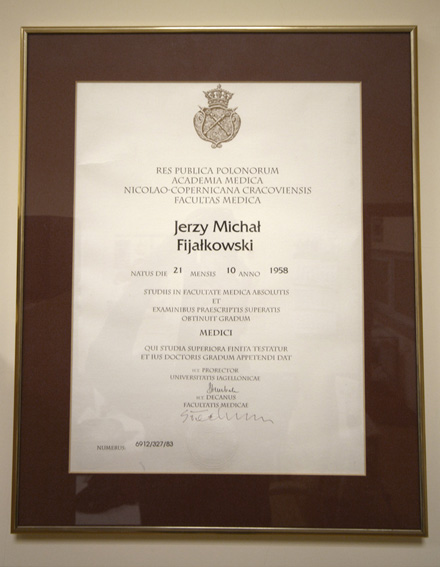 RES PUBLICA POLONORUM
ACADEMIA MEDICA
NICOLAO-COPERNICANA CRACOVIENSIS
FACULTAS MEDICA
Jerzy Michał
Fijałkowski
NATUS DIE 21 MENSIS 10 ANNO 1958
STUDIIS IN FACULTATE MEDICA ABSOLUTIS
ET
EXAMINIBUS PRAESCRIPTIS SUPERATIS
OBTINUIT GRADUM
MEDICI
QUI STUDIA SUPERIORA FINITA TESTATUR
ET IUS DOCTORIS GRADUM APPETENDI DAT
H.T. PRORECTOR
UNIVERSITATIS IAGELLONICAE
H.T. DECANUS
FACULTATIS MEDICAE
NUMERUS: 6912/327/83